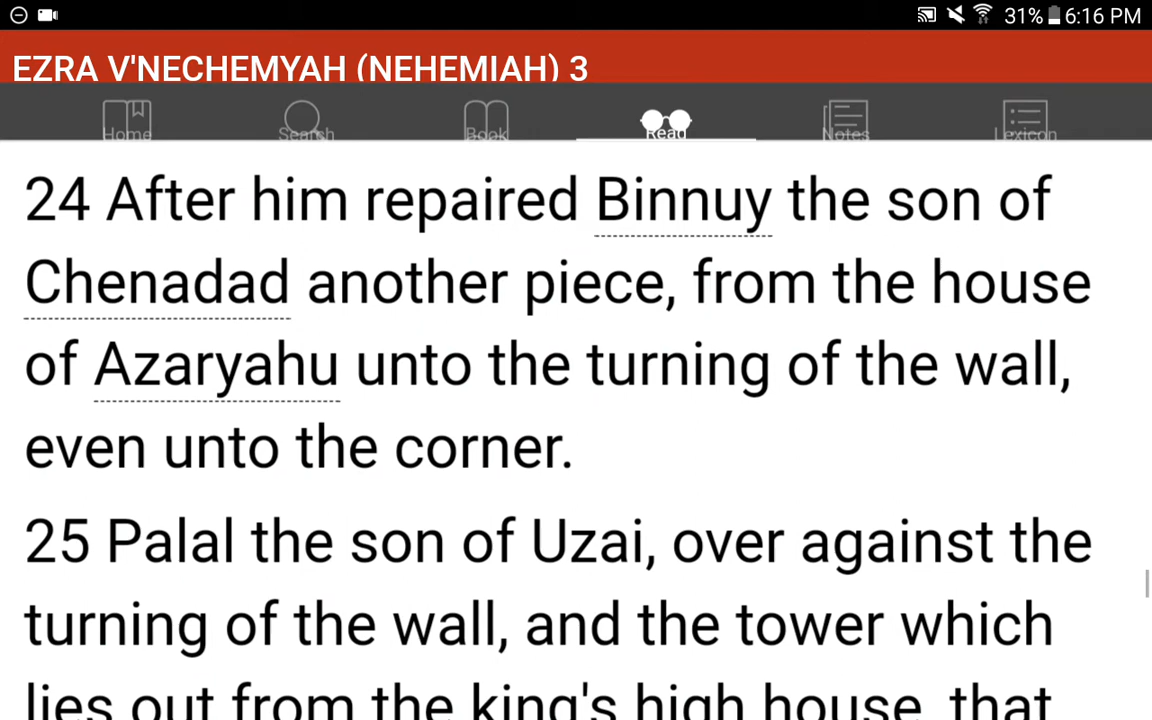 31% 6:16 PM
EZRA V'NECHEMYAH (NEHEMIAH) 3
Home Search Book Read Notes Lexicon
24 After him repaired Binnuy the son of
Chenadad another piece, from the house
of Azaryahu unto the turning of the wall,
even unto the corner.
25 Palal the son of Uzai, over against the
turning of the wall, and the tower which
lies out from the king's high house, that